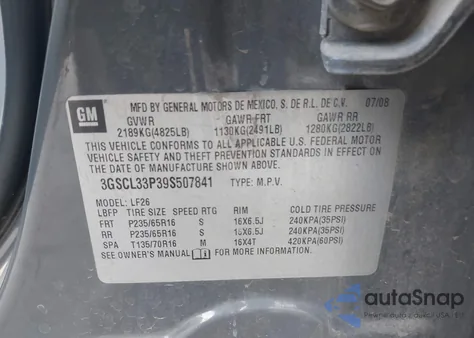 GM
MFD BY GENERAL MOTORS DE MEXICO, S. DE R.L. DE C.V. 07/08
GVWR GAWR FRT GAWR RR
2189KG(4825LB) 1130KG(2491LB) 1280KG(2822LB)
THIS VEHICLE CONFORMS TO ALL APPLICABLE U.S. FEDERAL MOTOR
VEHICLE SAFETY AND THEFT PREVENTION STANDARDS IN EFFECT ON
THE DATE OF MANUFACTURE SHOWN ABOVE.
3GSCL33P39S507841 TYPE: M.P.V.
MODEL: LF26
LBFP TIRE SIZE SPEED RTG RIM COLD TIRE PRESSURE
FRT P235/65R16 S 16X6.5J 240KPA(35PSI)
RR P235/65R16 S 16X6.5J 240KPA(35PSI)
SPA T135/70R16 M 16X4T 420KPA(60PSI)
SEE OWNER'S MANUAL FOR MORE INFORMATION.
autoSnap